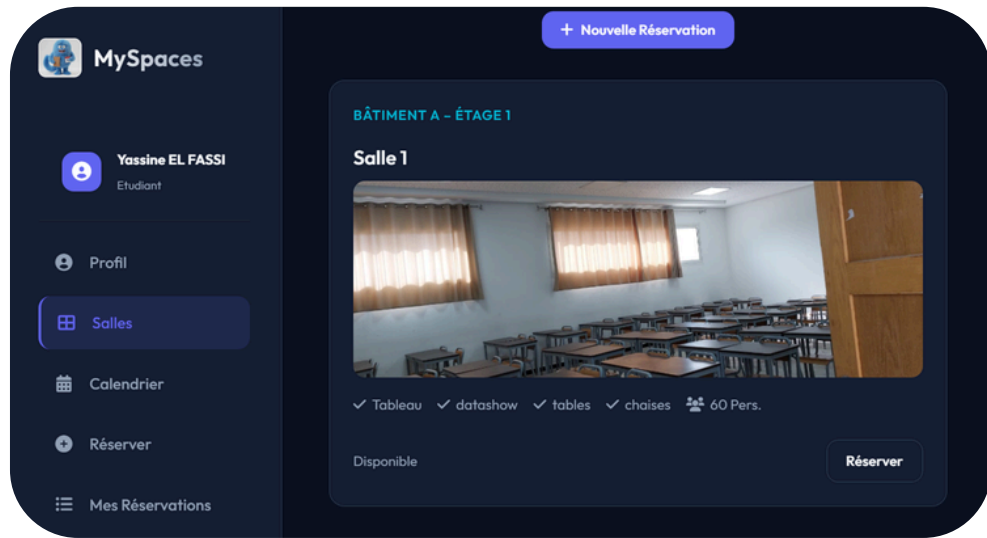 MySpaces
Yassine EL FASSI
Etudiant
Profil
Salles
Calendrier
Réserver
Mes Réservations
Nouvelle Réservation
BÂTIMENT A – ÉTAGE 1
Salle 1
Tableau datashow tables chaises 60 Pers.
Disponible
Réserver